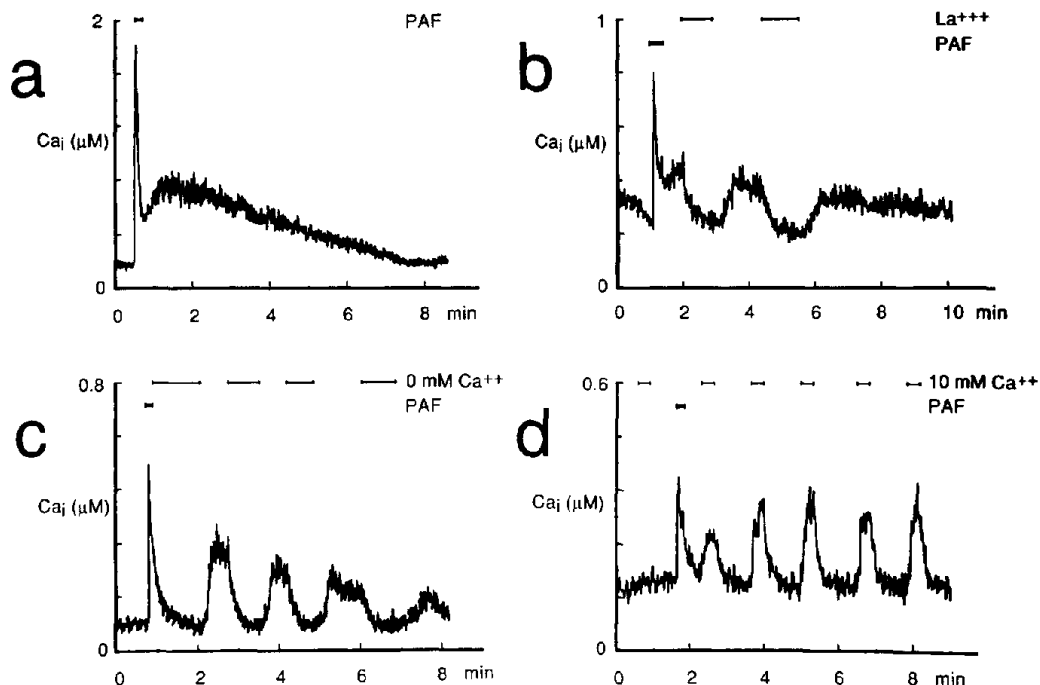 2
PAF
a
Caᵢ (μM)
0
0 2 4 6 8 min
1
La+++
PAF
b
Caᵢ (μM)
0
0 2 4 6 8 10 min
0.8
0 mM Ca++
PAF
c
Caᵢ (μM)
0
0 2 4 6 8 min
0.6
10 mM Ca++
PAF
d
Caᵢ (μM)
0
0 2 4 6 8 min